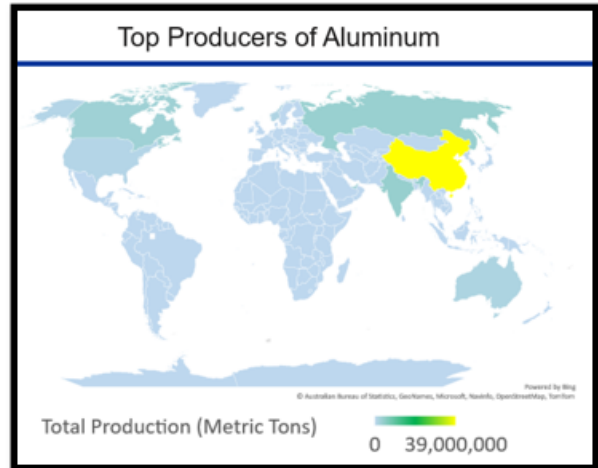 Top Producers of Aluminum
Powered by Bing
© Australian Bureau of Statistics, GeoNames, Microsoft, Navinfo, OpenStreetMap, TomTom
Total Production (Metric Tons)
0 39,000,000